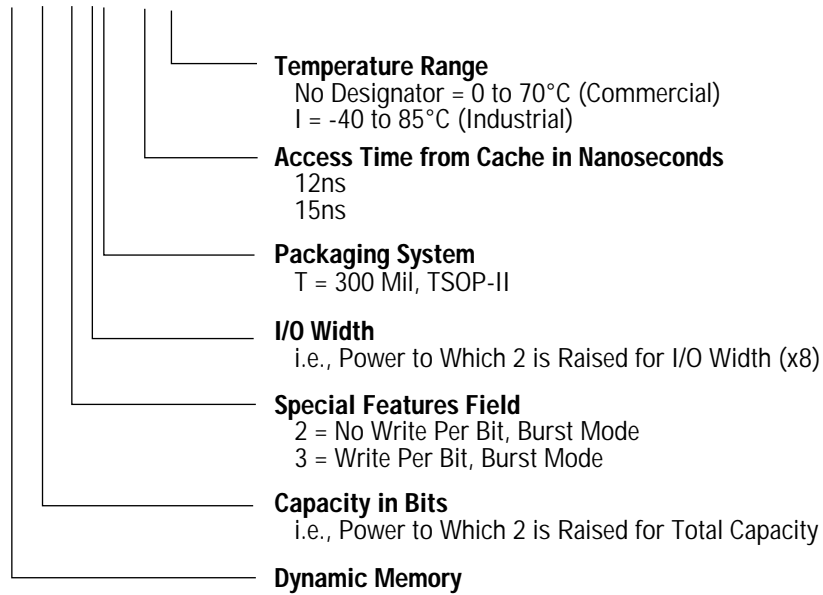 Temperature Range
No Designator = 0 to 70°C (Commercial)
I = -40 to 85°C (Industrial)
Access Time from Cache in Nanoseconds
12ns
15ns
Packaging System
T = 300 Mil, TSOP-II
I/O Width
i.e., Power to Which 2 is Raised for I/O Width (x8)
Special Features Field
2 = No Write Per Bit, Burst Mode
3 = Write Per Bit, Burst Mode
Capacity in Bits
i.e., Power to Which 2 is Raised for Total Capacity
Dynamic Memory